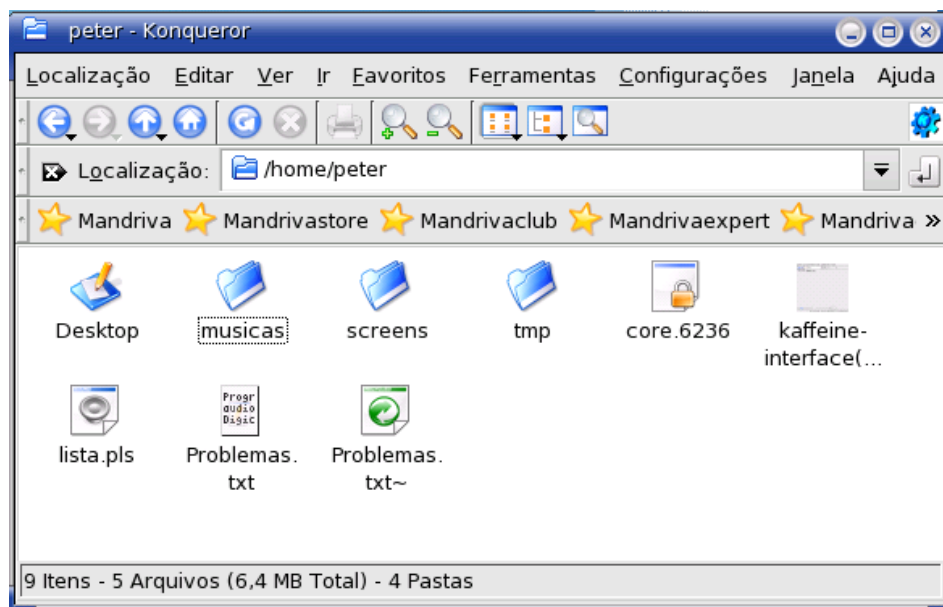 peter - Konqueror
Localização Editar Ver Ir Favoritos Ferramentas Configurações Janela Ajuda
Localização: /home/peter
Mandriva Mandrivastore Mandrivaclub Mandrivaexpert Mandriva »
Desktop musicas screens tmp core.6236 kaffeine-
interface(...
Progr
audio
Digic
lista.pls Problemas. Problemas.
txt txt~
9 Itens - 5 Arquivos (6,4 MB Total) - 4 Pastas